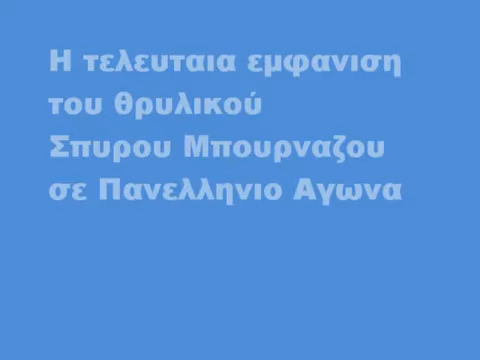 Η τελευταια εμφανιση
του θρυλικού
Σπυρου Μπουρναζου
σε Πανελληνιο Αγωνα